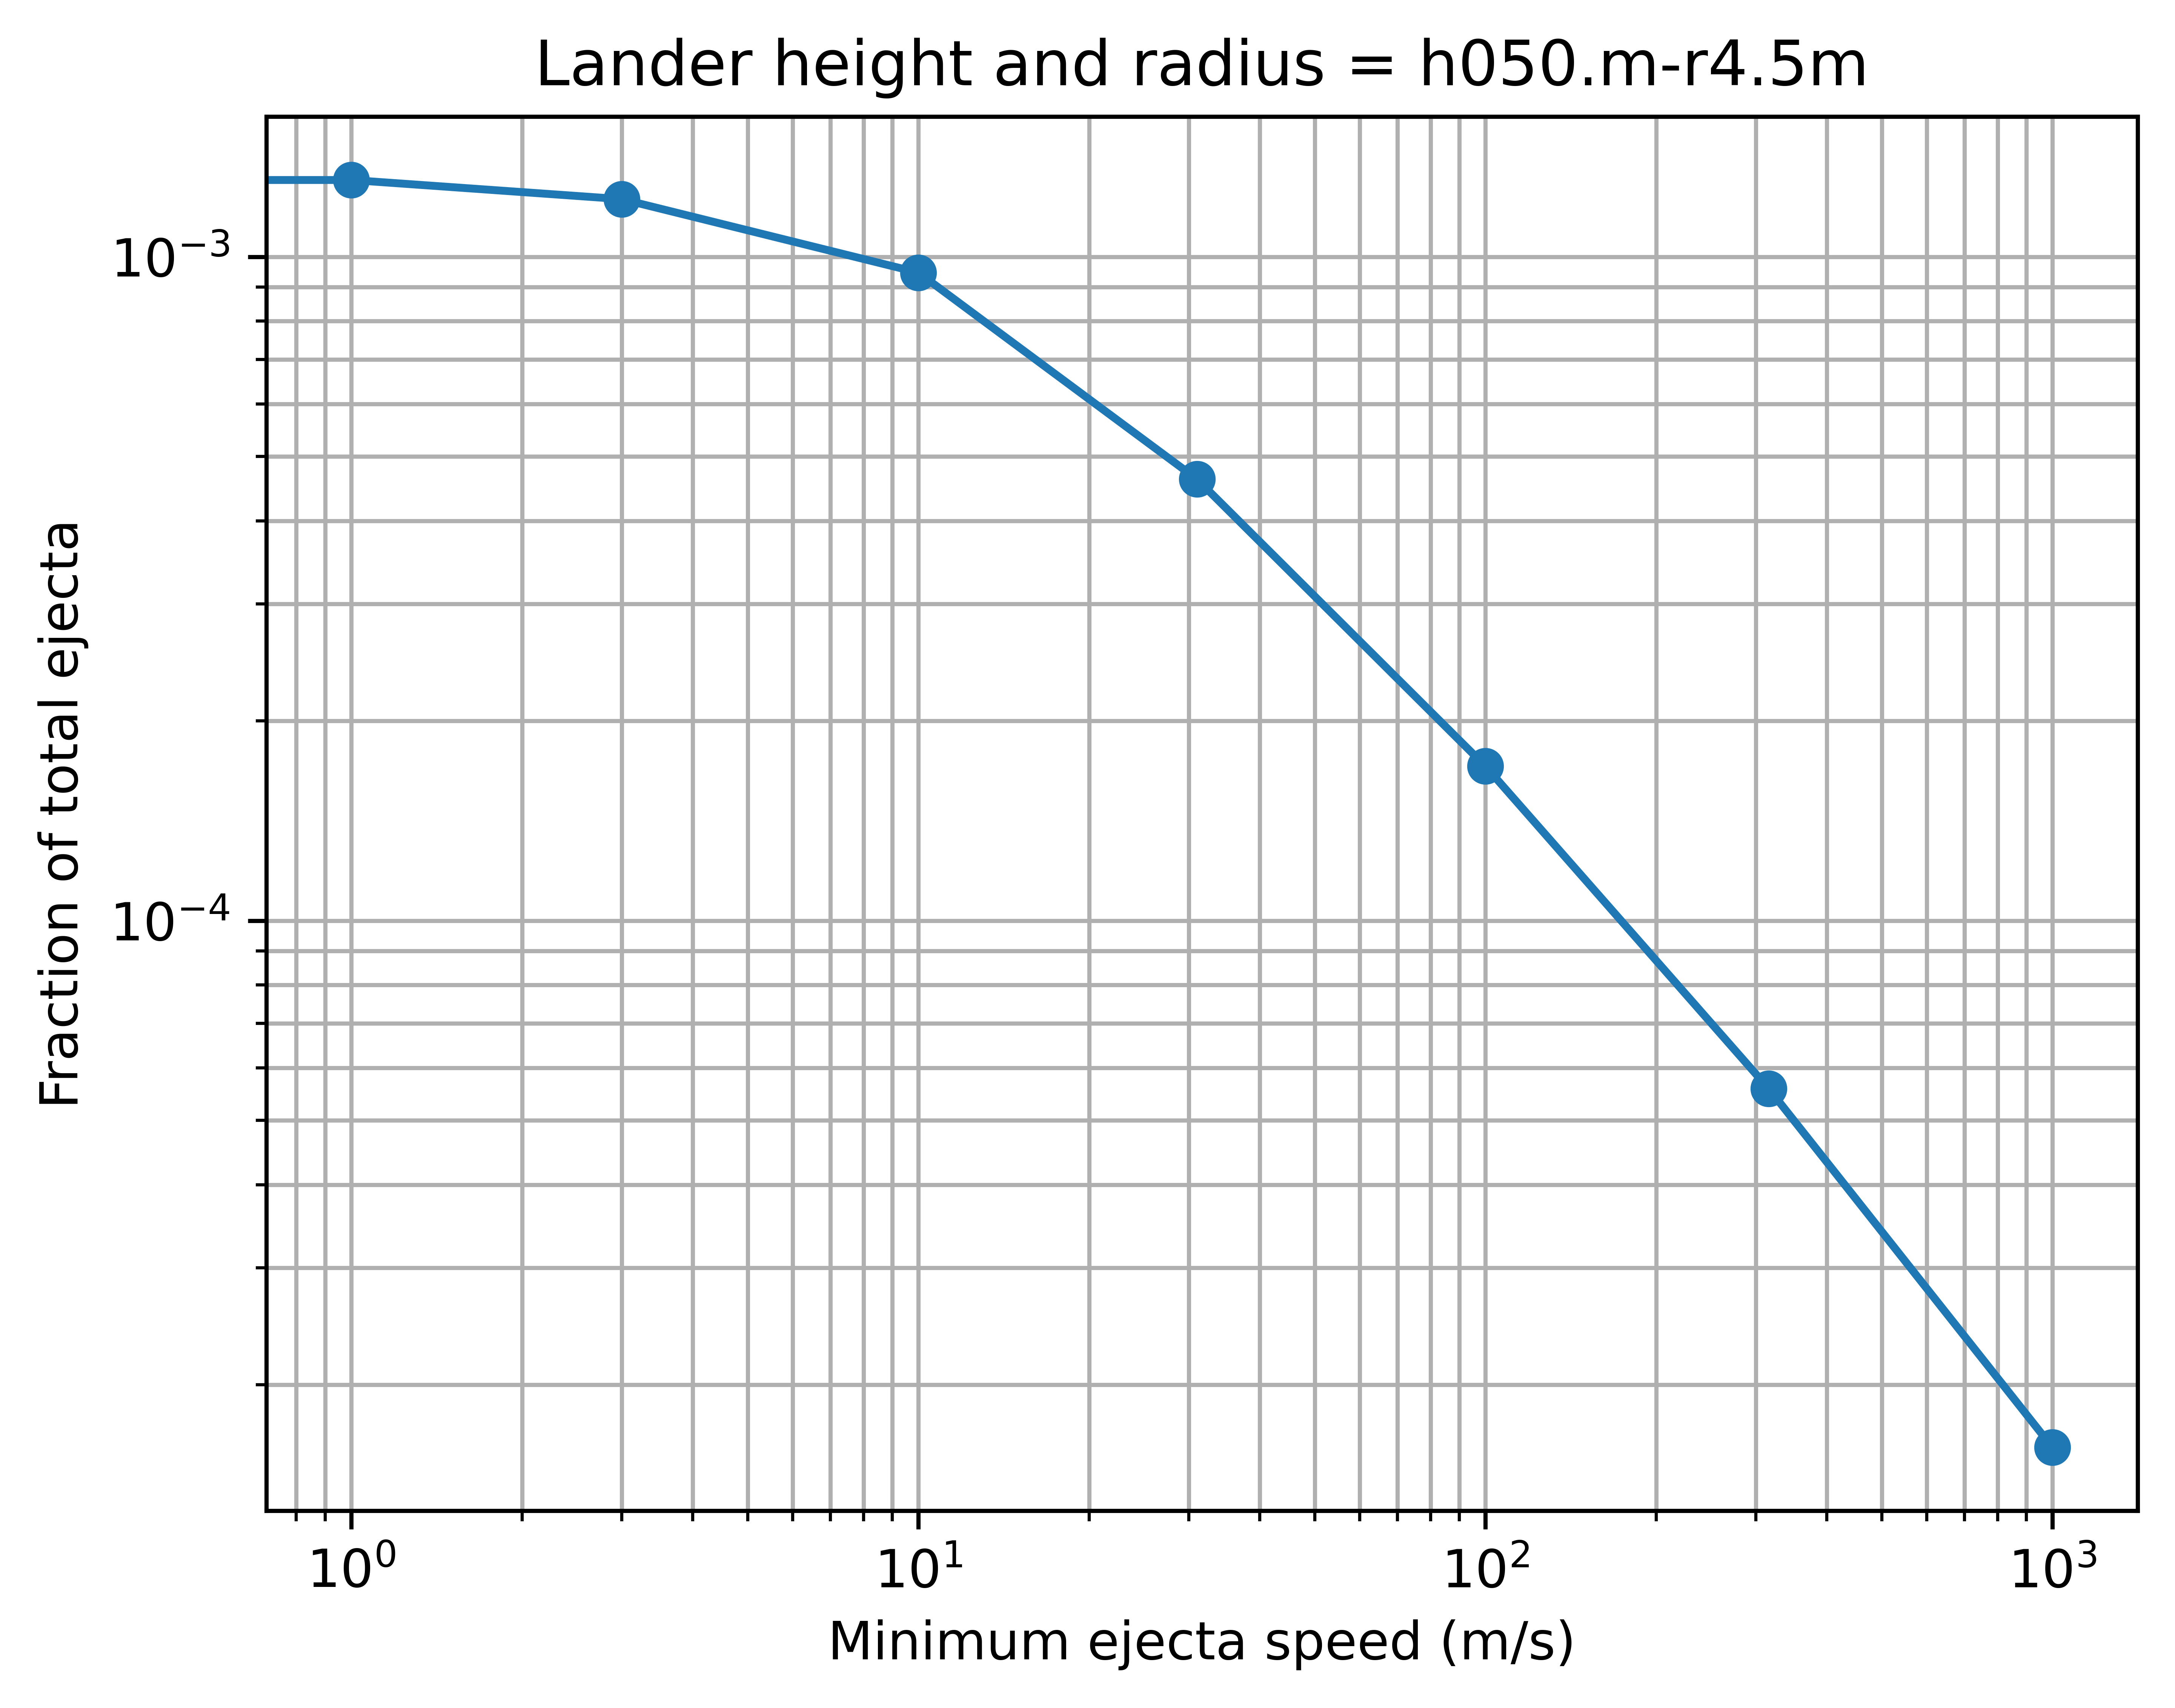 Lander height and radius = h050.m-r4.5m
Fraction of total ejecta
10⁻³
10⁻⁴
10⁰ 10¹ 10² 10³
Minimum ejecta speed (m/s)